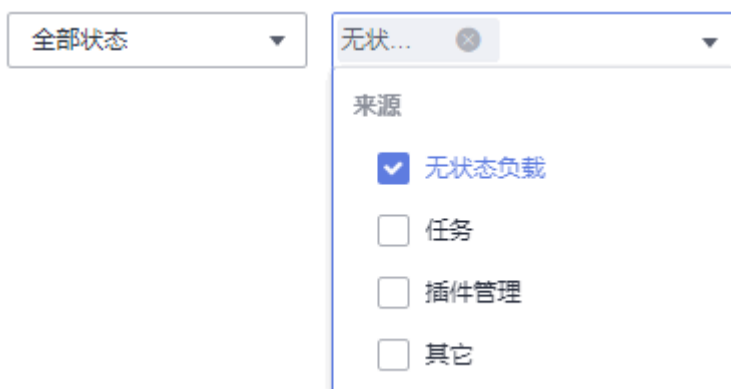 全部状态
无状...
来源
无状态负载
任务
插件管理
其它